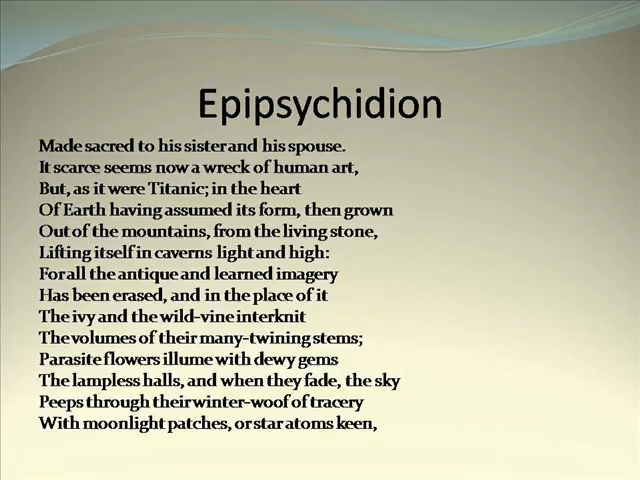 Epipsychidion
Made sacred to his sister and his spouse.
It scarce seems now a wreck of human art,
But, as it were Titanic; in the heart
Of Earth having assumed its form, then grown
Out of the mountains, from the living stone,
Lifting itself in caverns light and high:
For all the antique and learned imagery
Has been erased, and in the place of it
The ivy and the wild-vine interknit
The volumes of their many-twining stems;
Parasite flowers illume with dewy gems
The lampless halls, and when they fade, the sky
Peeps through their winter-woof of tracery
With moonlight patches, or star atoms keen,